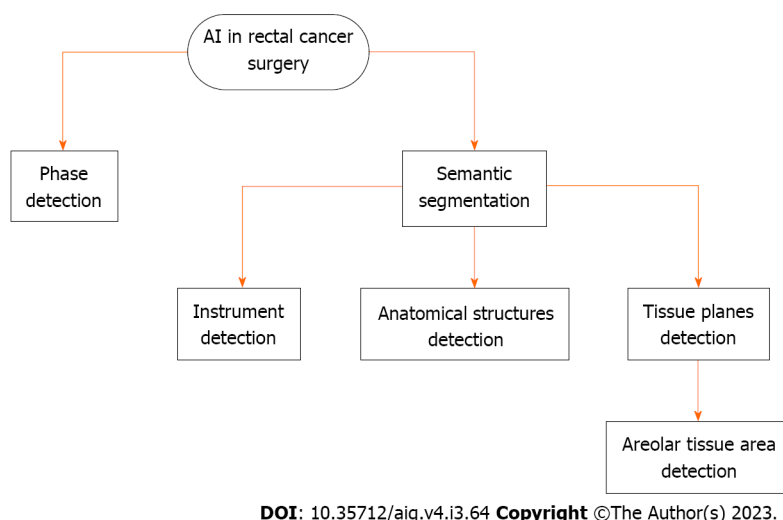 AI in rectal cancer
surgery
Phase
detection
Semantic
segmentation
Instrument
detection
Anatomical structures
detection
Tissue planes
detection
Areolar tissue area
detection
DOI: 10.35712/aig.v4.i3.64 Copyright ©The Author(s) 2023.